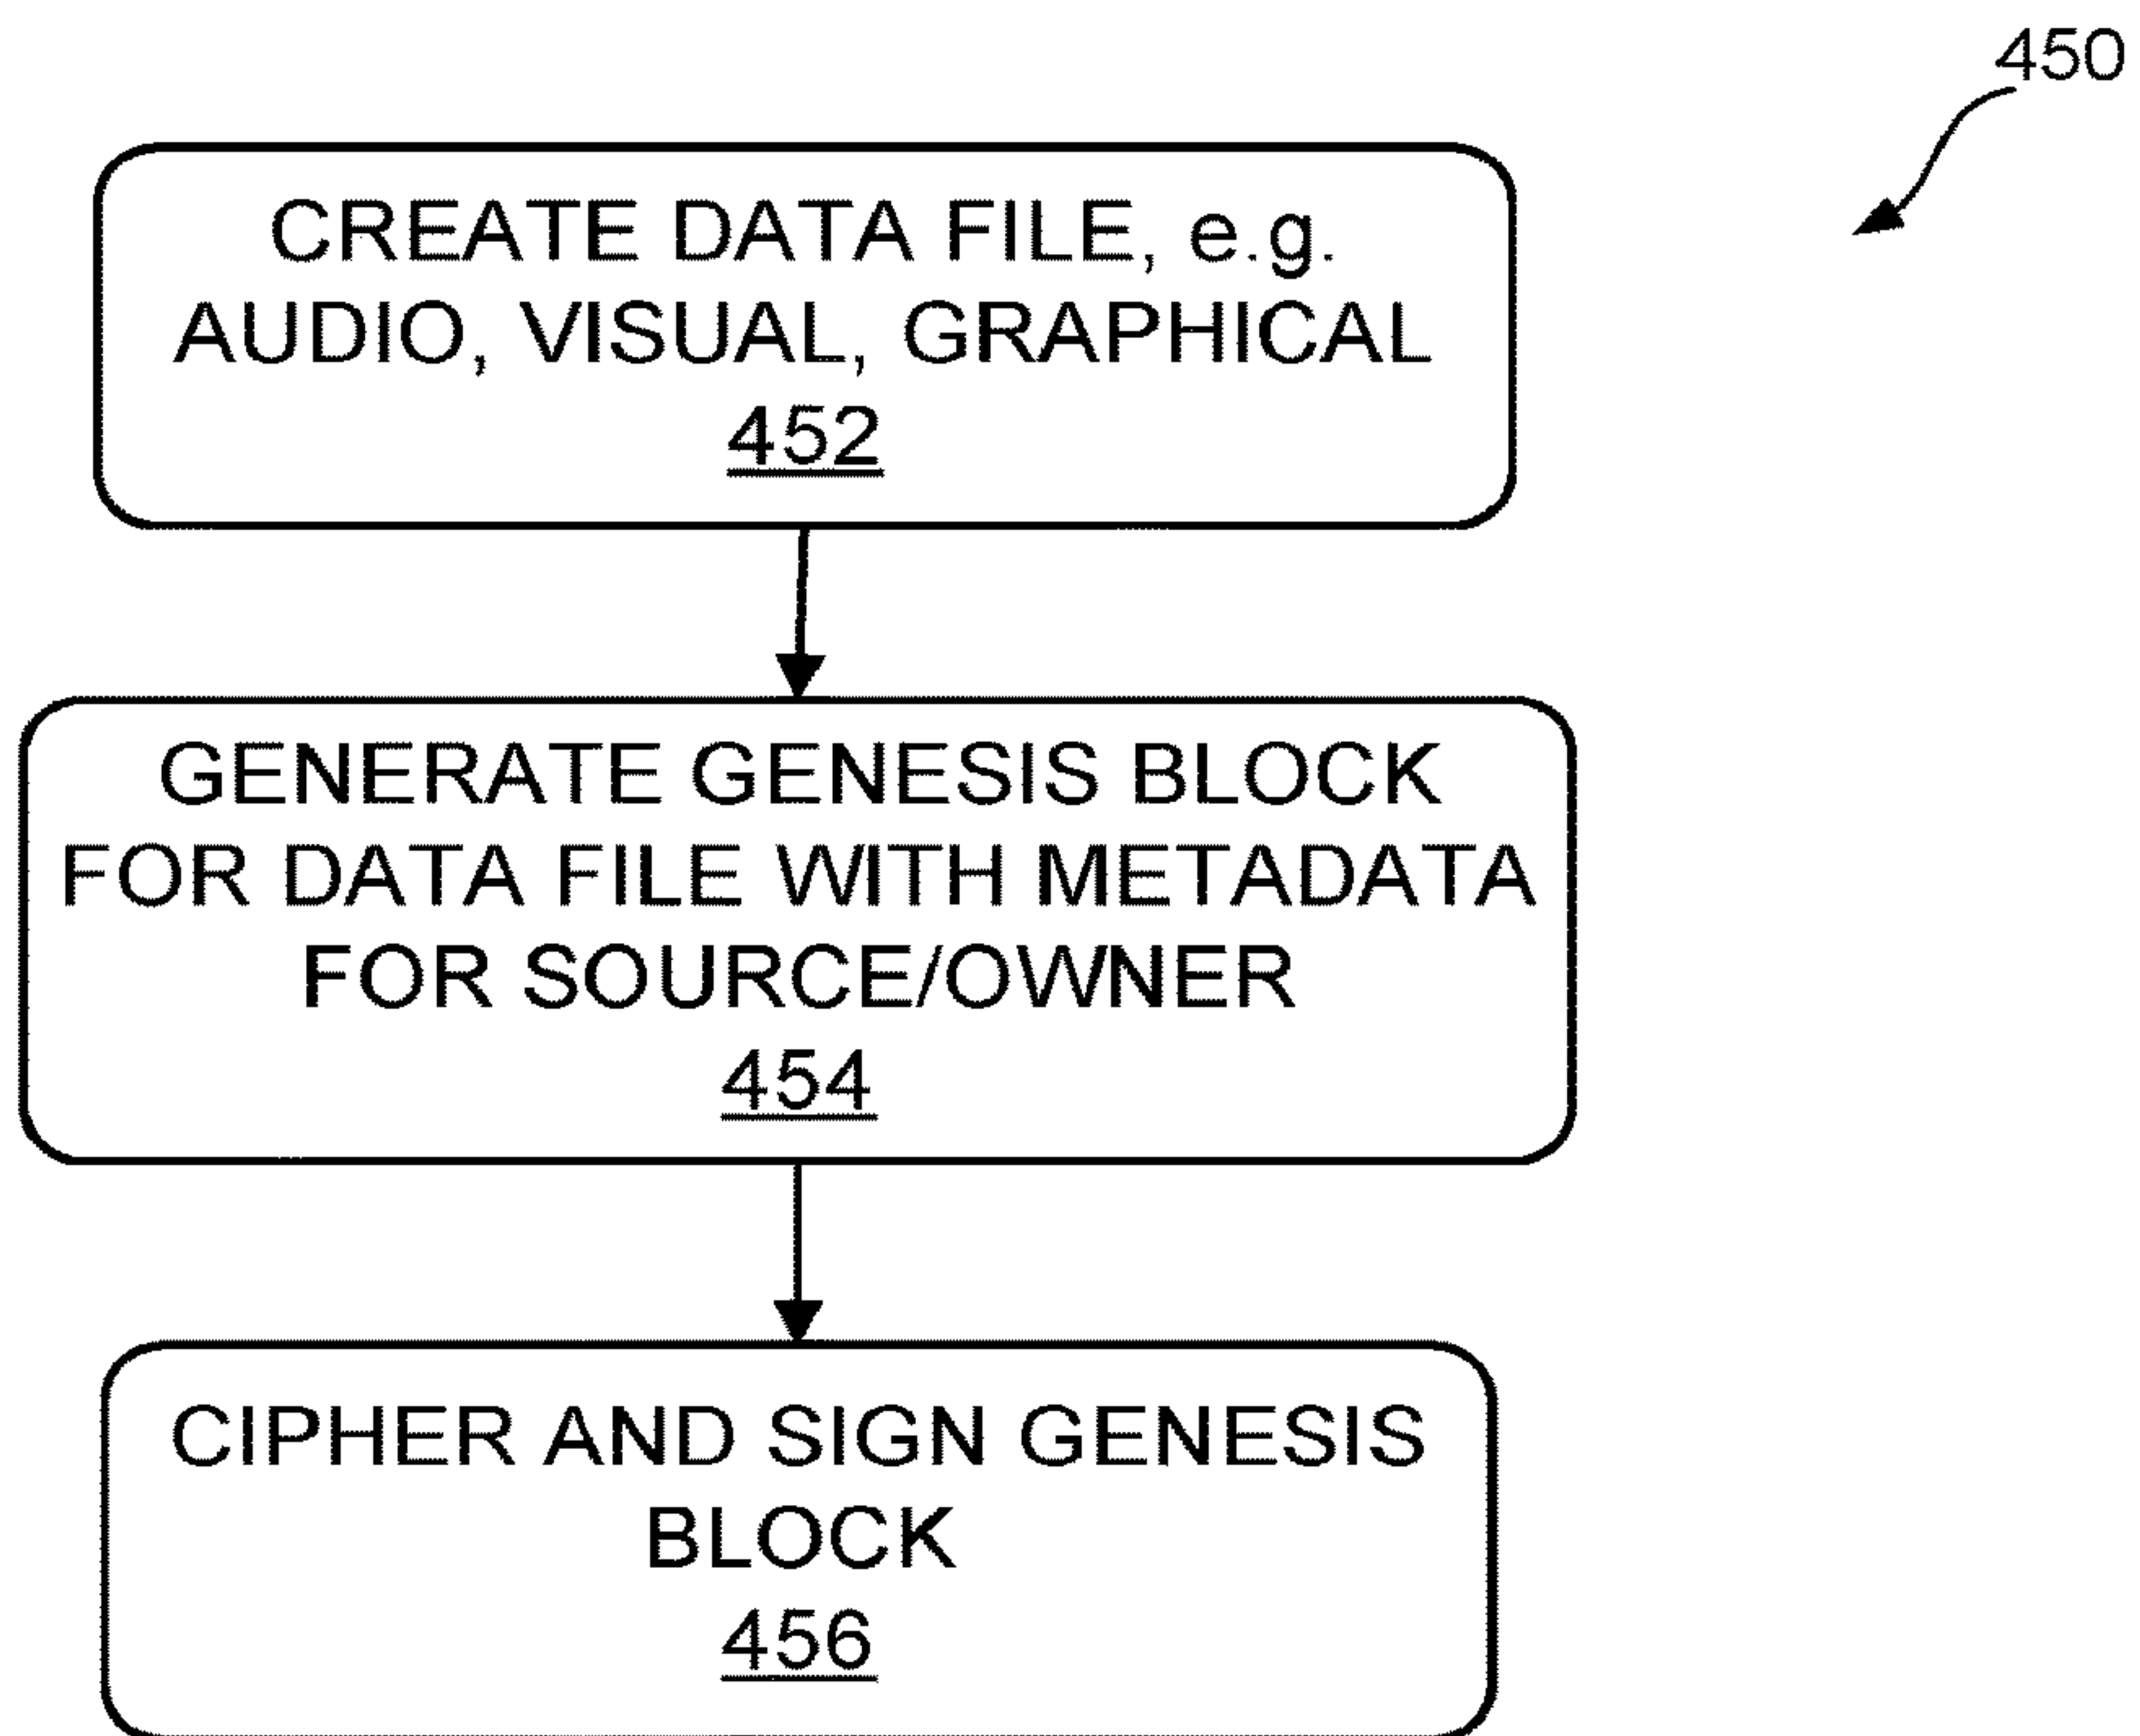 450
CREATE DATA FILE, e.g.
AUDIO, VISUAL, GRAPHICAL
452
GENERATE GENESIS BLOCK
FOR DATA FILE WITH METADATA
FOR SOURCE/OWNER
454
CIPHER AND SIGN GENESIS
BLOCK
456